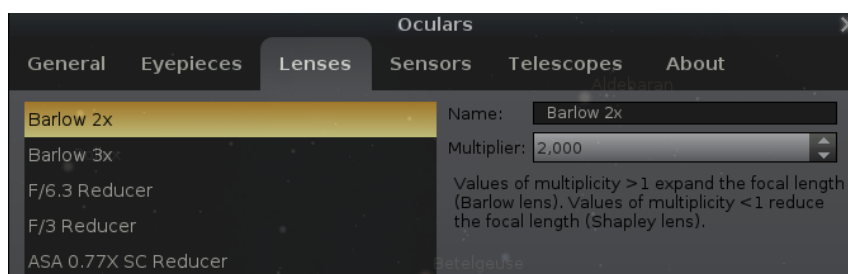 Oculars
General Eyepieces Lenses Sensors Telescopes About
Aldebaran
Barlow 2x
Barlow 3x
F/6.3 Reducer
F/3 Reducer
ASA 0.77X SC Reducer
Name: Barlow 2x
Multiplier: 2,000
Values of multiplicity >1 expand the focal length
(Barlow lens). Values of multiplicity <1 reduce
the focal length (Shapley lens).
Betelgeuse